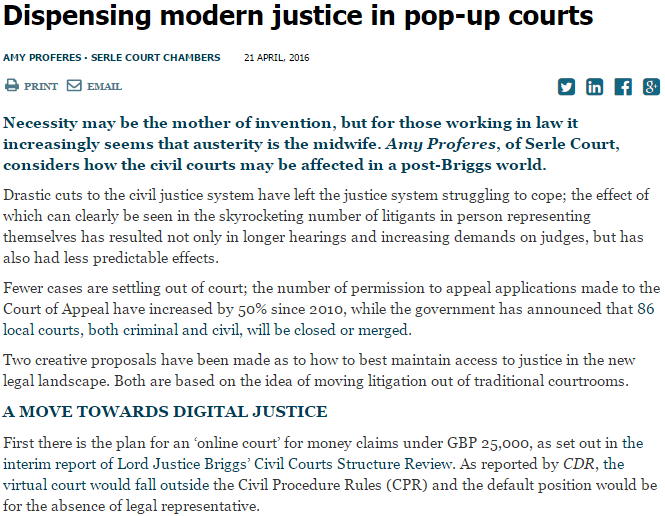 Dispensing modern justice in pop-up courts
AMY PROFERES • SERLE COURT CHAMBERS 21 APRIL, 2016
PRINT EMAIL
Necessity may be the mother of invention, but for those working in law it
increasingly seems that austerity is the midwife. Amy Proferes, of Serle Court,
considers how the civil courts may be affected in a post-Briggs world.
Drastic cuts to the civil justice system have left the justice system struggling to cope; the effect of
which can clearly be seen in the skyrocketing number of litigants in person representing
themselves has resulted not only in longer hearings and increasing demands on judges, but has
also had less predictable effects.
Fewer cases are settling out of court; the number of permission to appeal applications made to the
Court of Appeal have increased by 50% since 2010, while the government has announced that 86
local courts, both criminal and civil, will be closed or merged.
Two creative proposals have been made as to how to best maintain access to justice in the new
legal landscape. Both are based on the idea of moving litigation out of traditional courtrooms.
A MOVE TOWARDS DIGITAL JUSTICE
First there is the plan for an ‘online court’ for money claims under GBP 25,000, as set out in the
interim report of Lord Justice Briggs’ Civil Courts Structure Review. As reported by CDR, the
virtual court would fall outside the Civil Procedure Rules (CPR) and the default position would be
for the absence of legal representative.